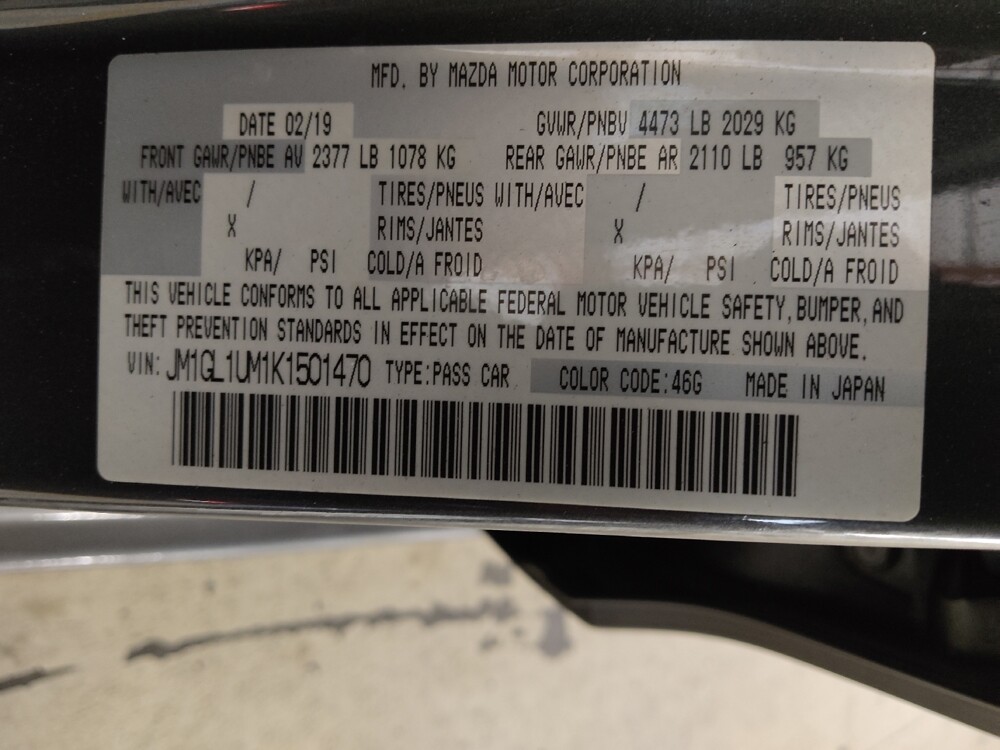 MFD. BY MAZDA MOTOR CORPORATION
DATE 02/19 GVWR/PNBV 4473 LB 2029 KG
FRONT GAWR/PNBE AV 2377 LB 1078 KG REAR GAWR/PNBE AR 2110 LB 957 KG
WITH/AVEC / TIRES/PNEUS WITH/AVEC / TIRES/PNEUS
X RIMS/JANTES X RIMS/JANTES
KPA/ PSI COLD/A FROID KPA/ PSI COLD/A FROID
THIS VEHICLE CONFORMS TO ALL APPLICABLE FEDERAL MOTOR VEHICLE SAFETY, BUMPER, AND
THEFT PREVENTION STANDARDS IN EFFECT ON THE DATE OF MANUFACTURE SHOWN ABOVE.
VIN: JM1GL1UM1K1501470 TYPE:PASS CAR COLOR CODE:46G MADE IN JAPAN